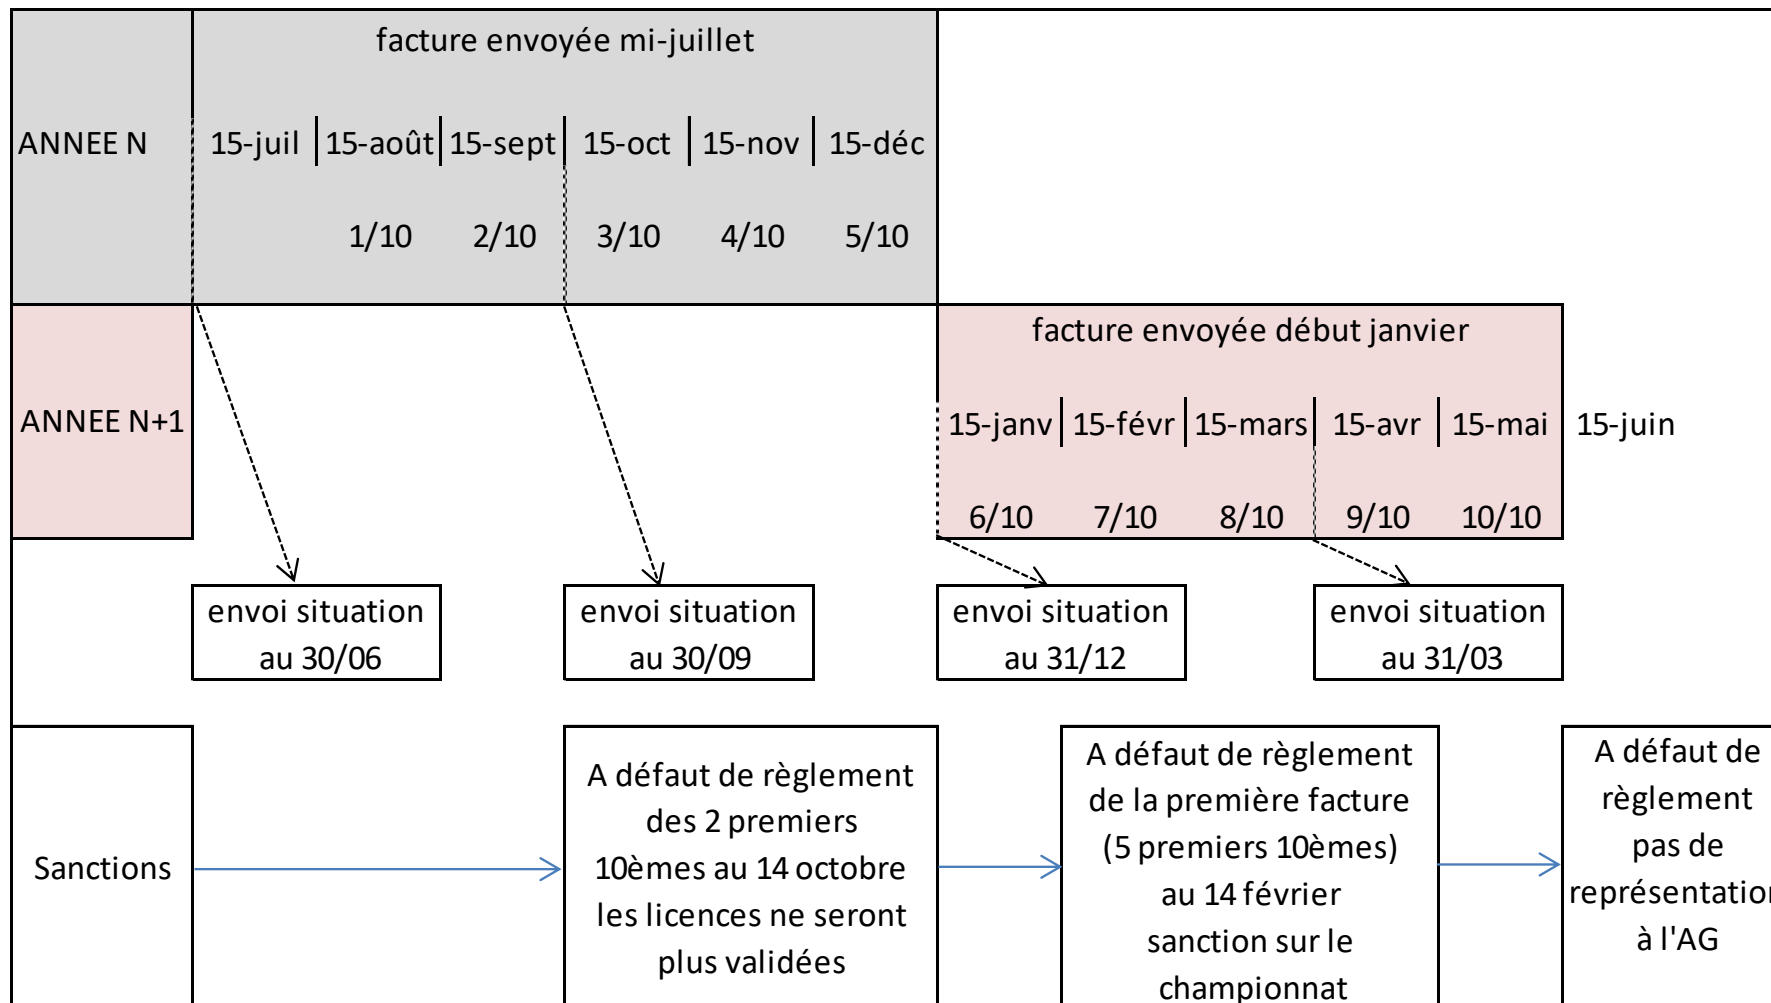 facture envoyée mi-juillet
ANNEE N
15-juil 15-août 15-sept 15-oct 15-nov 15-déc
1/10 2/10 3/10 4/10 5/10
facture envoyée début janvier
ANNEE N+1
15-janv 15-févr 15-mars 15-avr 15-mai 15-juin
6/10 7/10 8/10 9/10 10/10
envoi situation
au 30/06
envoi situation
au 30/09
envoi situation
au 31/12
envoi situation
au 31/03
Sanctions
A défaut de règlement
des 2 premiers
10èmes au 14 octobre
les licences ne seront
plus validées
A défaut de règlement
de la première facture
(5 premiers 10èmes)
au 14 février
sanction sur le
championnat
A défaut de
règlement
pas de
représentation
à l'AG